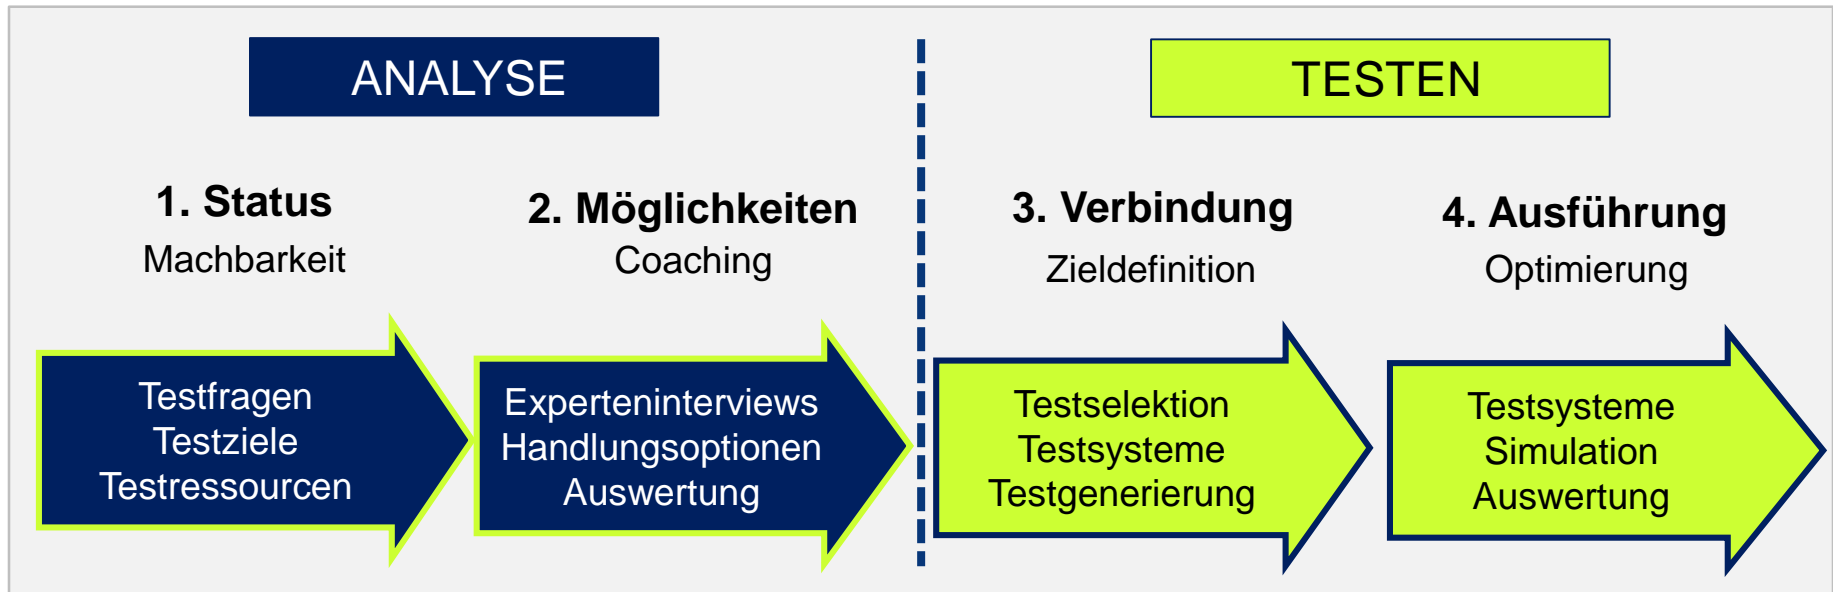 ANALYSE
TESTEN
1. Status
Machbarkeit
2. Möglichkeiten
Coaching
3. Verbindung
Zieldefinition
4. Ausführung
Optimierung
Testfragen
Testziele
Testressourcen
Experteninterviews
Handlungsoptionen
Auswertung
Testselektion
Testsysteme
Testgenerierung
Testsysteme
Simulation
Auswertung